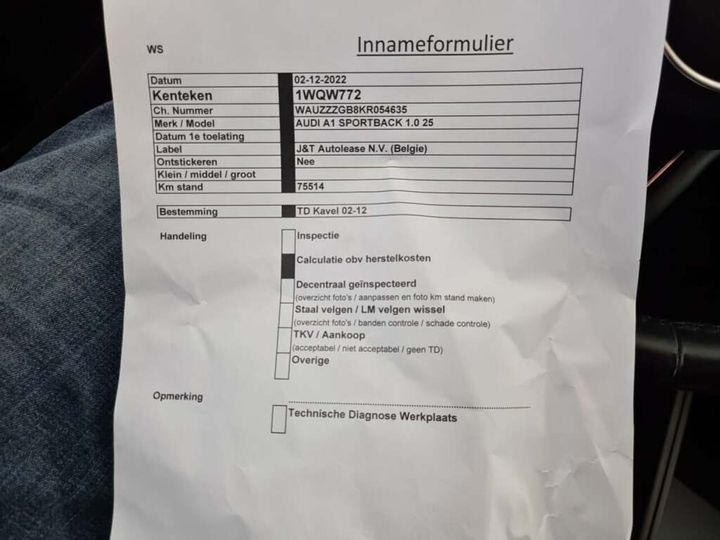 WS
Innameformulier
Datum 02-12-2022
Kenteken 1WQW772
Ch. Nummer WAUZZZGB8KR054635
Merk / Model AUDI A1 SPORTBACK 1.0 25
Datum 1e toelating
Label J&T Autolease N.V. (Belgie)
Ontstickeren Nee
Klein / middel / groot
Km stand 75514
Bestemming TD Kavel 02-12
Handeling Inspectie
Calculatie obv herstelkosten
Decentraal geïnspecteerd
(overzicht foto's / aanpassen en foto km stand maken)
Staal velgen / LM velgen wissel
(overzicht foto's / banden controle / schade controle)
TKV / Aankoop
(acceptabel / niet acceptabel / geen TD)
Overige
Opmerking
Technische Diagnose Werkplaats